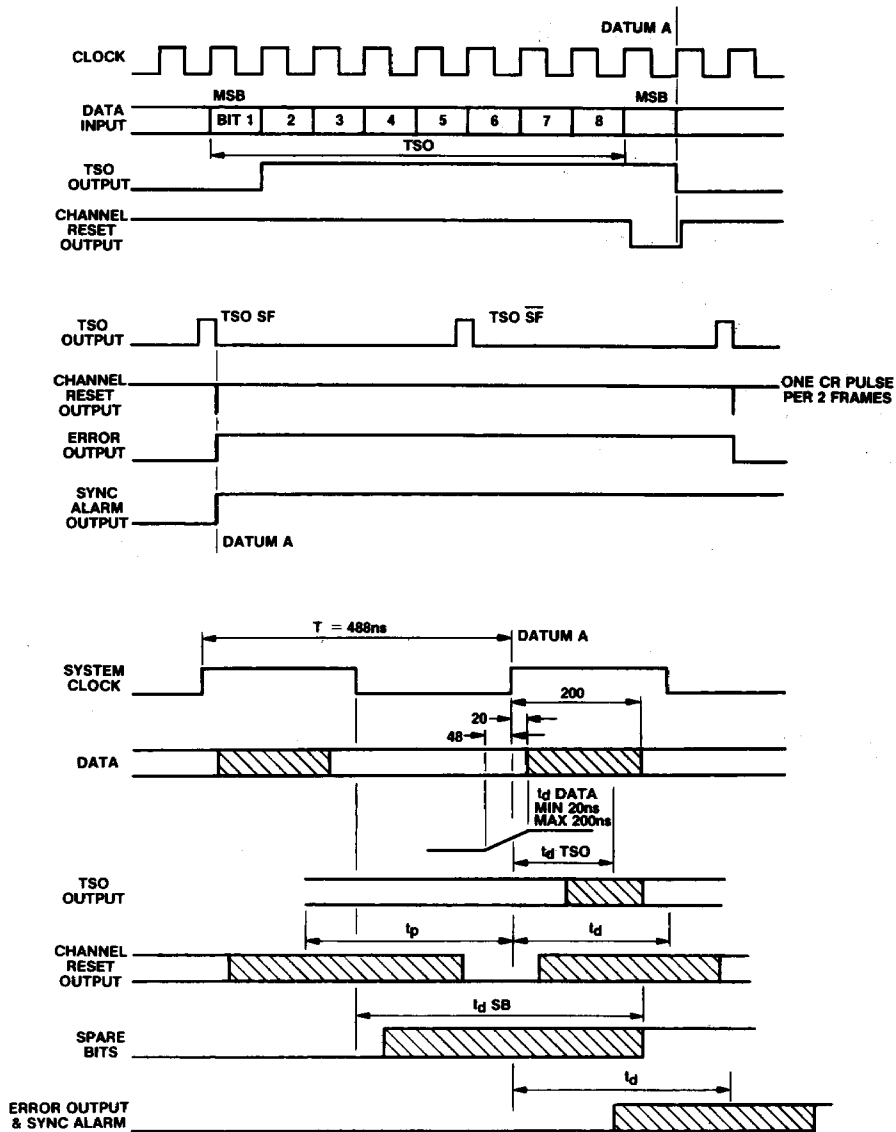 DATUM A
CLOCK
MSB
MSB
DATA
INPUT
BIT 1
2
3
4
5
6
7
8
TSO
TSO
OUTPUT
CHANNEL
RESET
OUTPUT
TSO
OUTPUT
TSO SF
TSO S̅F̅
CHANNEL
RESET
OUTPUT
ONE CR PULSE
PER 2 FRAMES
ERROR
OUTPUT
SYNC
ALARM
OUTPUT
DATUM A
T = 488ns
DATUM A
SYSTEM
CLOCK
200
20
48
DATA
td DATA
MIN 20ns
MAX 200ns
td TSO
TSO
OUTPUT
tp
td
CHANNEL
RESET
OUTPUT
td SB
SPARE
BITS
td
ERROR OUTPUT
& SYNC ALARM